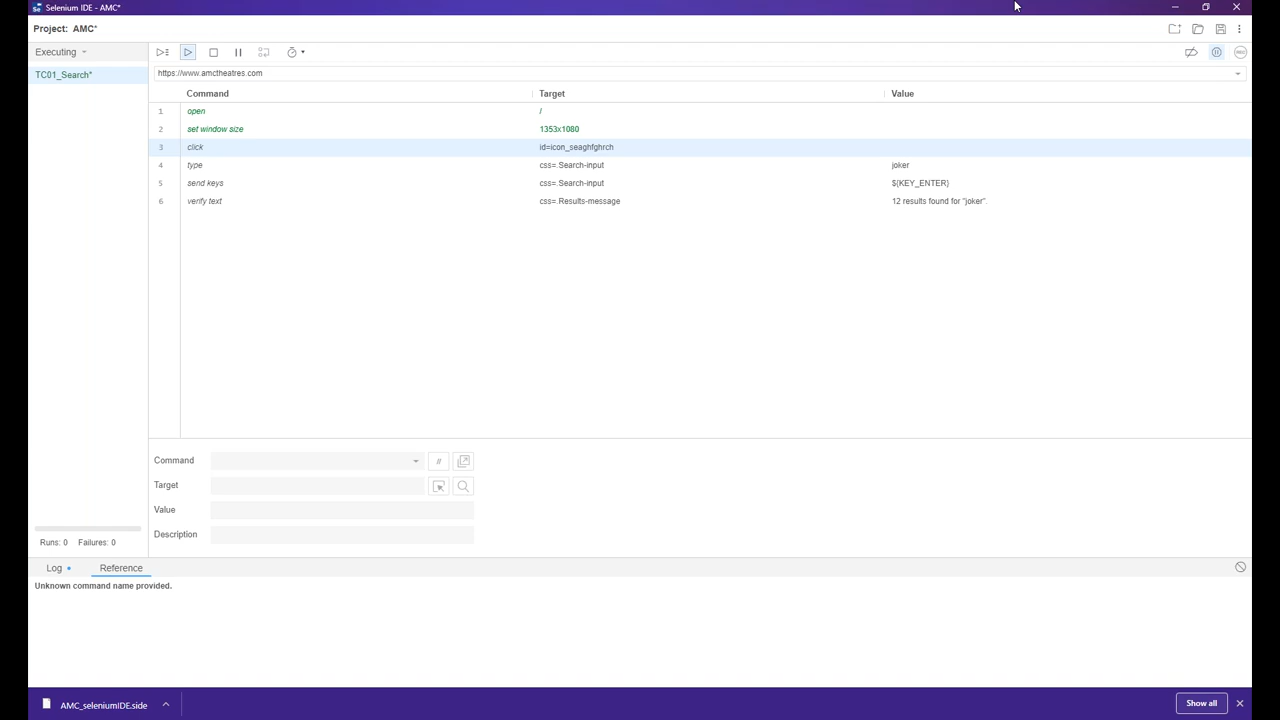 Selenium IDE - AMC*
Project: AMC*
Executing
TC01_Search*
https://www.amctheatres.com
Command Target Value
1 open /
2 set window size 1353x1080
3 click id=icon_seaghfghrch
4 type css=.Search-input joker
5 send keys css=.Search-input ${KEY_ENTER}
6 verify text css=.Results-message 12 results found for "joker".
Command //
Target
Value
Description
Runs: 0 Failures: 0
Log Reference
Unknown command name provided.
AMC_seleniumIDE.side Show all